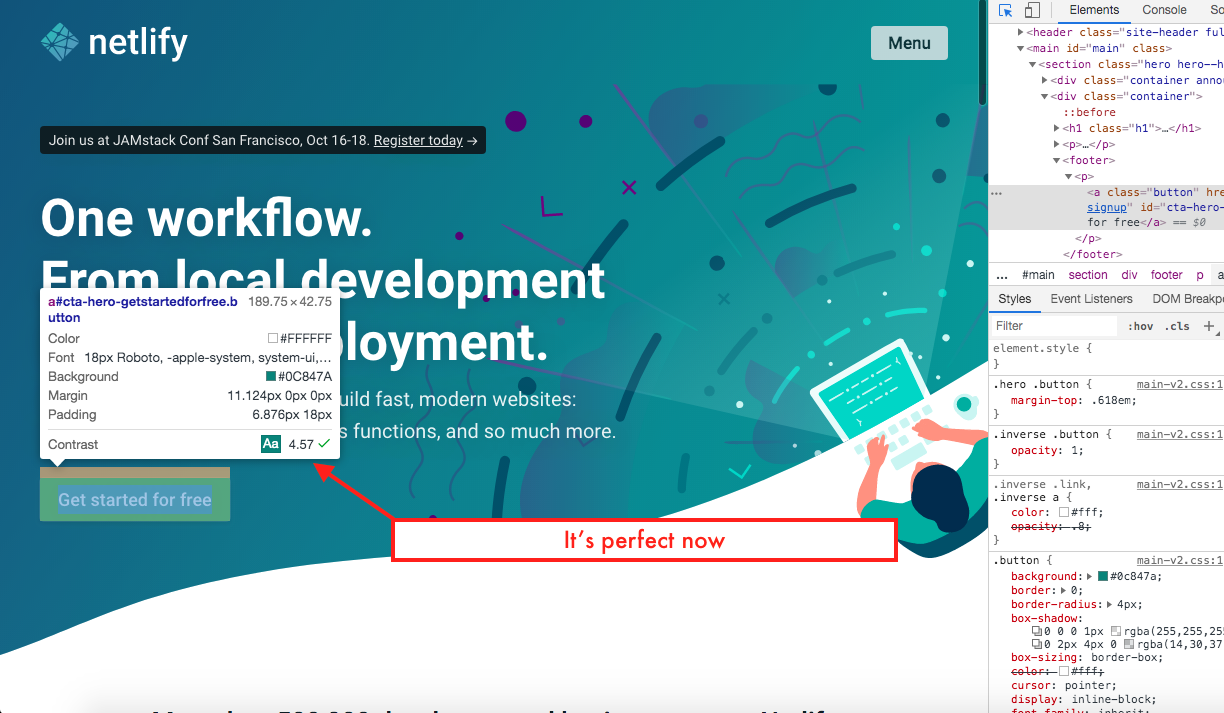 netlify
Menu
Join us at JAMstack Conf San Francisco, Oct 16-18. Register today →
One workflow.
From local development
ployment.
uild fast, modern websites:
s functions, and so much more.
a#cta-hero-getstartedforfree.b 189.75 × 42.75
utton
Color #FFFFFF
Font 18px Roboto, -apple-system, system-ui,…
Background #0C847A
Margin 11.124px 0px 0px
Padding 6.876px 18px
Contrast Aa 4.57 ✓
Get started for free
It's perfect now
Elements Console So
<header class="site-header ful
<main id="main" class>
<section class="hero hero--h
<div class="container anno
<div class="container">
::before
<h1 class="h1">…</h1>
<p>…</p>
<footer>
<p>
… <a class="button" hre
signup" id="cta-hero-
for free</a> == $0
</p>
</footer>
… #main section div footer p a
Styles Event Listeners DOM Breakpo
Filter :hov .cls +
element.style {
}
.hero .button { main-v2.css:1
margin-top: .618em;
}
.inverse .button { main-v2.css:1
opacity: 1;
}
.inverse .link, main-v2.css:1
.inverse a {
color: #fff;
opacity: .8;
}
.button { main-v2.css:1
background: #0c847a;
border: 0;
border-radius: 4px;
box-shadow:
0 0 0 1px rgba(255,255,255
0 2px 4px 0 rgba(14,30,37
box-sizing: border-box;
color: #fff;
cursor: pointer;
display: inline-block;
font-family: inherit;